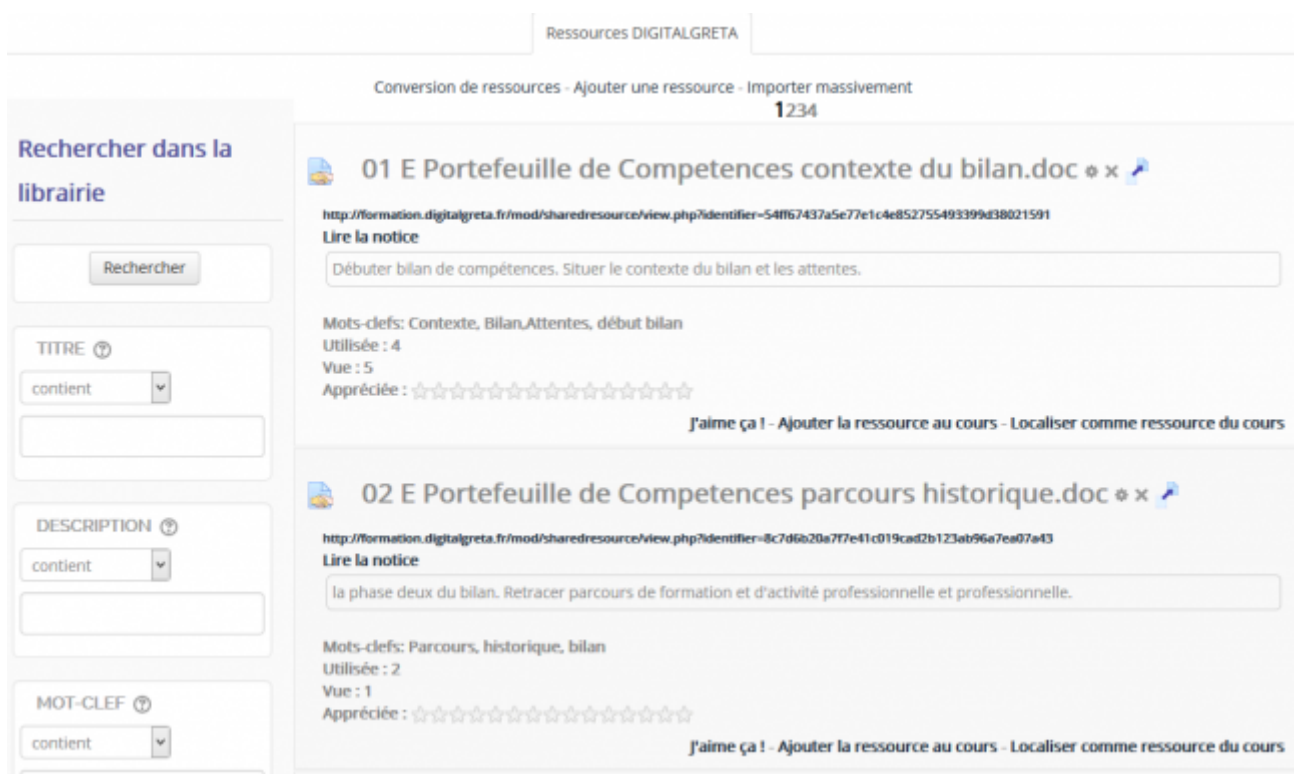 Ressources DIGITALGRETA
Conversion de ressources - Ajouter une ressource - Importer massivement
1234
Rechercher dans la
librairie
Rechercher
TITRE
contient
DESCRIPTION
contient
MOT-CLEF
contient
01 E Portefeuille de Competences contexte du bilan.doc
http://formation.digitalgreta.fr/mod/sharedresource/view.php?identifier=54ff67437a5e77e1c4e852755493399d38021591
Lire la notice
Débuter bilan de compétences. Situer le contexte du bilan et les attentes.
Mots-clefs: Contexte, Bilan,Attentes, début bilan
Utilisée : 4
Vue : 5
Appréciée :
J'aime ça ! - Ajouter la ressource au cours - Localiser comme ressource du cours
02 E Portefeuille de Competences parcours historique.doc
http://formation.digitalgreta.fr/mod/sharedresource/view.php?identifier=8c7d6b20a7f7e41c019cad2b123ab96a7ea07a43
Lire la notice
la phase deux du bilan. Retracer parcours de formation et d'activité professionnelle et professionnelle.
Mots-clefs: Parcours, historique, bilan
Utilisée : 2
Vue : 1
Appréciée :
J'aime ça ! - Ajouter la ressource au cours - Localiser comme ressource du cours